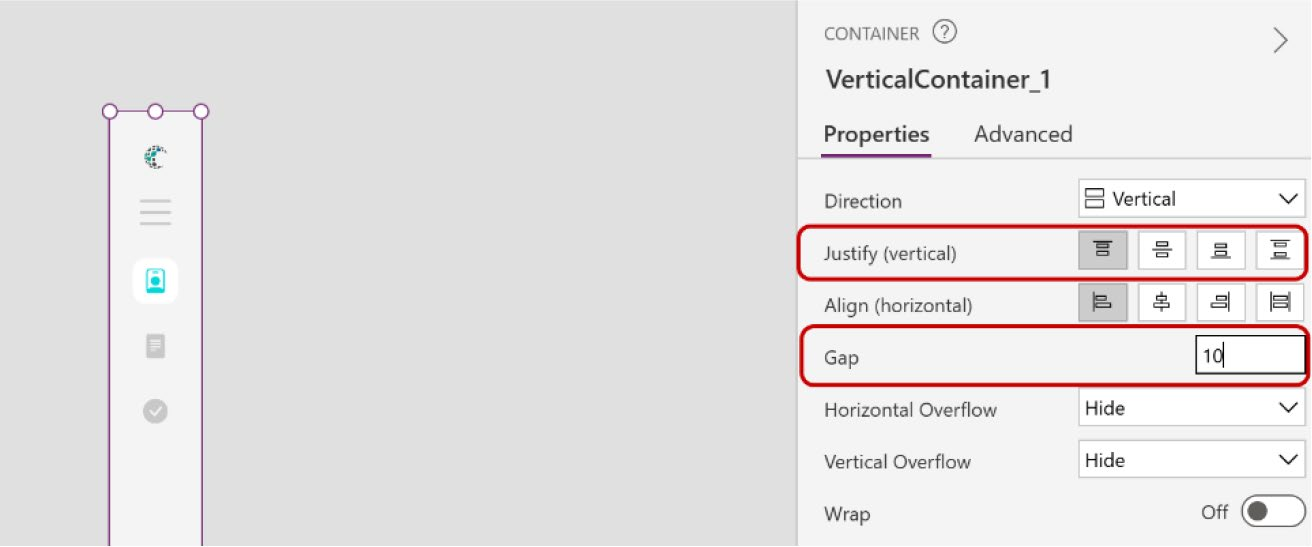 CONTAINER ?
VerticalContainer_1
Properties Advanced
Direction Vertical
Justify (vertical)
Align (horizontal)
Gap 10
Horizontal Overflow Hide
Vertical Overflow Hide
Wrap Off